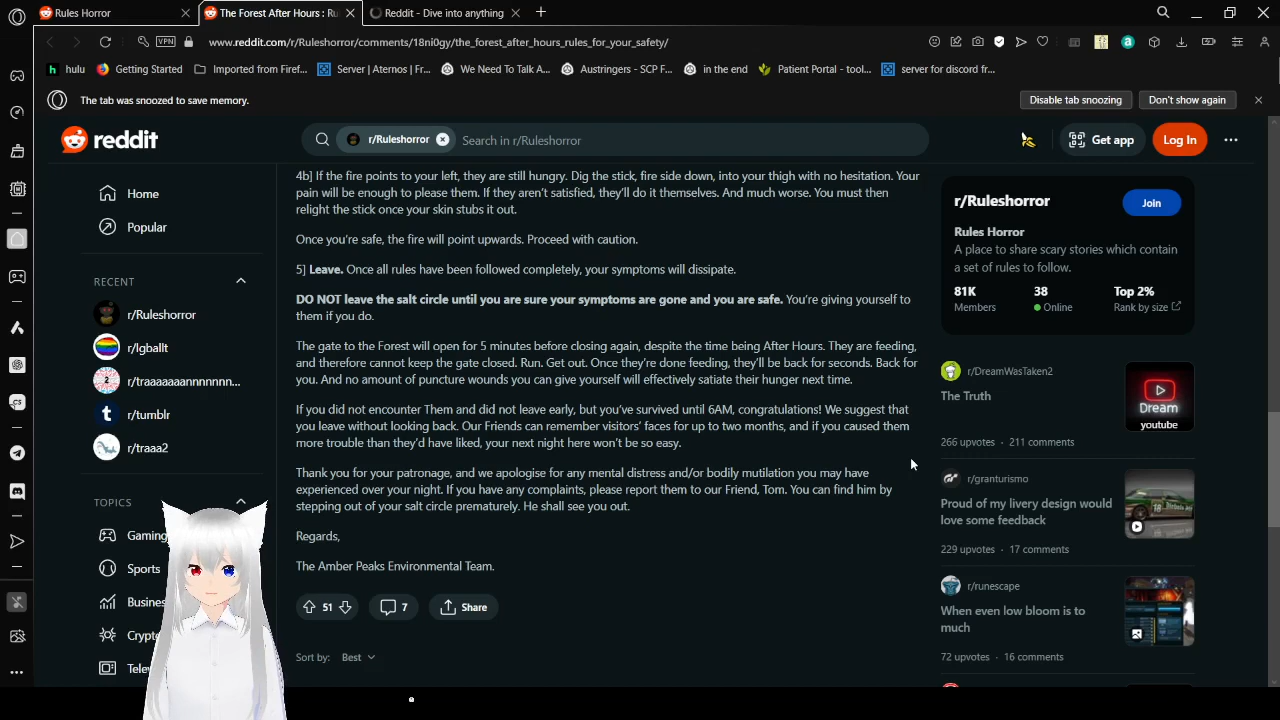 Rules Horror
The Forest After Hours : Ru
Reddit - Dive into anything
VPN
www.reddit.com/r/Ruleshorror/comments/18ni0gy/the_forest_after_hours_rules_for_your_safety/
hulu
Getting Started
Imported from Firef...
Server | Aternos | Fr...
We Need To Talk A...
Austringers - SCP F...
in the end
Patient Portal - tool...
server for discord fr...
The tab was snoozed to save memory.
Disable tab snoozing
Don't show again
reddit
r/Ruleshorror
Search in r/Ruleshorror
Get app
Log In
Home
Popular
RECENT
r/Ruleshorror
r/lgballt
r/traaaaaaannnnnnn...
r/tumblr
r/traaa2
TOPICS
Gaming
Sports
Busines
Crypto
Telev
4b] If the fire points to your left, they are still hungry. Dig the stick, fire side down, into your thigh with no hesitation. Your
pain will be enough to please them. If they aren't satisfied, they'll do it themselves. And much worse. You must then
relight the stick once your skin stubs it out.
Once you're safe, the fire will point upwards. Proceed with caution.
5] Leave. Once all rules have been followed completely, your symptoms will dissipate.
DO NOT leave the salt circle until you are sure your symptoms are gone and you are safe. You're giving yourself to
them if you do.
The gate to the Forest will open for 5 minutes before closing again, despite the time being After Hours. They are feeding,
and therefore cannot keep the gate closed. Run. Get out. Once they're done feeding, they'll be back for seconds. Back for
you. And no amount of puncture wounds you can give yourself will effectively satiate their hunger next time.
If you did not encounter Them and did not leave early, but you've survived until 6AM, congratulations! We suggest that
you leave without looking back. Our Friends can remember visitors' faces for up to two months, and if you caused them
more trouble than they'd have liked, your next night here won't be so easy.
Thank you for your patronage, and we apologise for any mental distress and/or bodily mutilation you may have
experienced over your night. If you have any complaints, please report them to our Friend, Tom. You can find him by
stepping out of your salt circle prematurely. He shall see you out.
Regards,
The Amber Peaks Environmental Team.
51
7
Share
Sort by: Best
r/Ruleshorror
Join
Rules Horror
A place to share scary stories which contain
a set of rules to follow.
81K 38 Top 2%
Members Online Rank by size
r/DreamWasTaken2
The Truth
Dream
youtube
266 upvotes · 211 comments
r/granturismo
Proud of my livery design would
love some feedback
229 upvotes · 17 comments
r/runescape
When even low bloom is to
much
72 upvotes · 16 comments